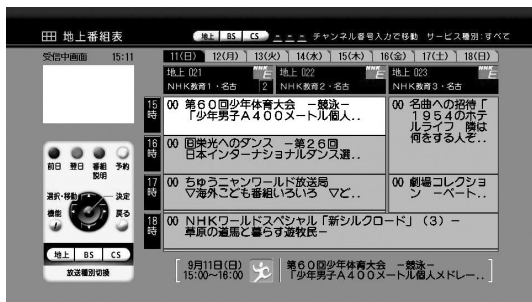 地上番組表
地上 BS CS _ _ _ チャンネル番号入力で移動 サービス種別:すべて
受信中画面 15:11
11(日) 12(月) 13(火) 14(水) 15(木) 16(金) 17(土) 18(日)
地上 021 NHK E 地上 022 NHK E 地上 023
NHK教育1・名古 2 NHK教育2・名古 NHK教育3・名古
15時 00 第60回少年体育大会 -競泳-
「少年男子A400メートル個人..
00 名曲への招待「
1954のホテ
ルライフ 隣は
何をする人ぞ..
16時 00 回栄光へのダンス -第26回
日本インターナショナルダンス選..
17時 00 ちゅうニャンワールド放送局
▽海外こども番組いろいろ ▽ど..
00 劇場コレクショ
ン -ベート..
18時 00 NHKワールドスペシャル「新シルクロード」(3) -
草原の道馬と暮らす遊牧民-
前日 翌日 番組説明 予約
選択・移動 決定
機能 戻る
地上 BS CS
放送種別切換
9月11日(日)
15:00~16:00
第60回少年体育大会 -競泳-
「少年男子A400メートル個人メドレー..